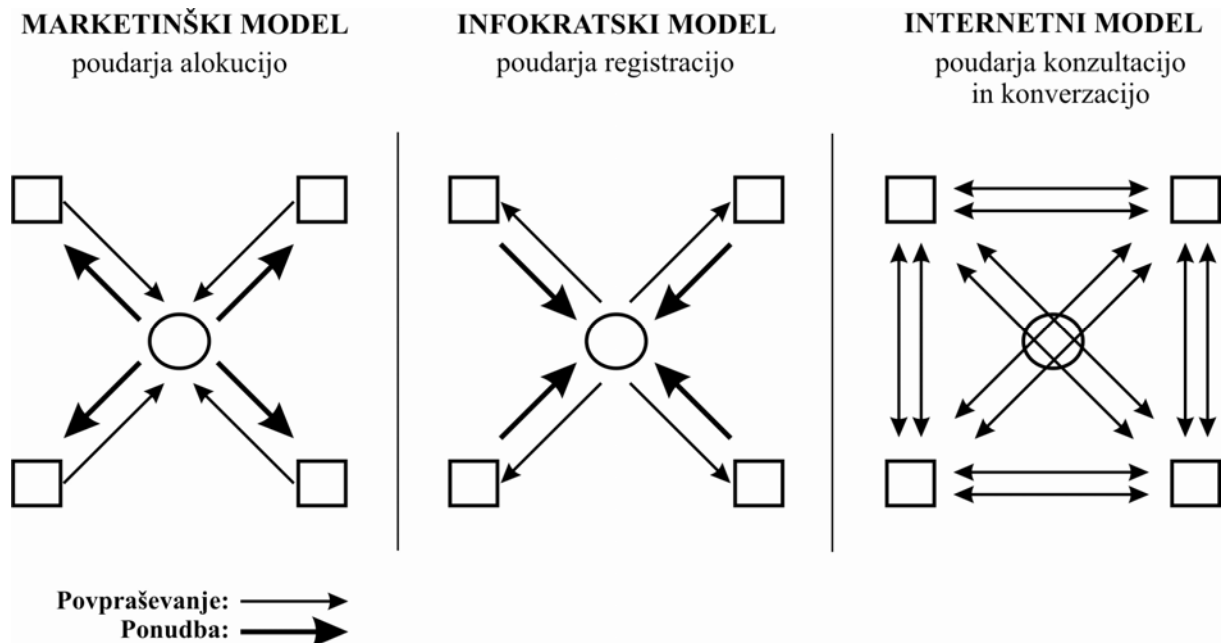 MARKETINŠKI MODEL
poudarja alokucijo
INFOKRATSKI MODEL
poudarja registracijo
INTERNETNI MODEL
poudarja konzultacijo
in konverzacijo
Povpraševanje:
Ponudba: